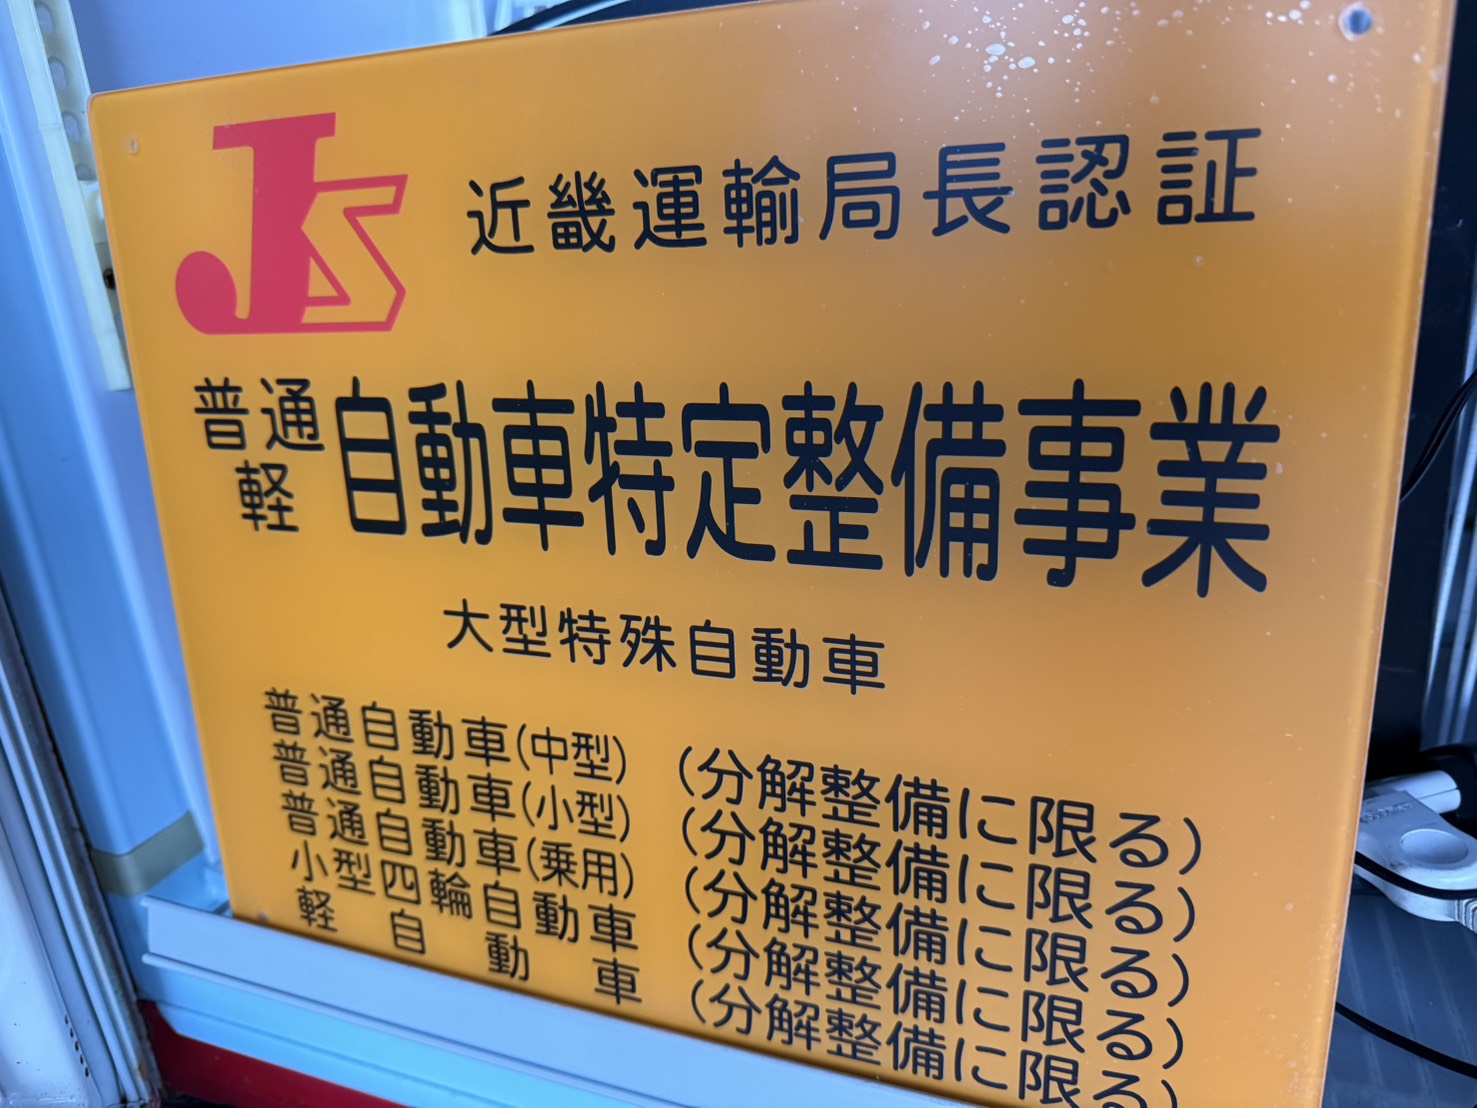 JS
近畿運輸局長認証
普通
軽
自動車特定整備事業
大型特殊自動車
普通自動車(中型) (分解整備に限る)
普通自動車(小型) (分解整備に限る)
普通自動車(乗用) (分解整備に限る)
小型四輪自動車 (分解整備に限る)
軽自動車 (分解整備に限る)